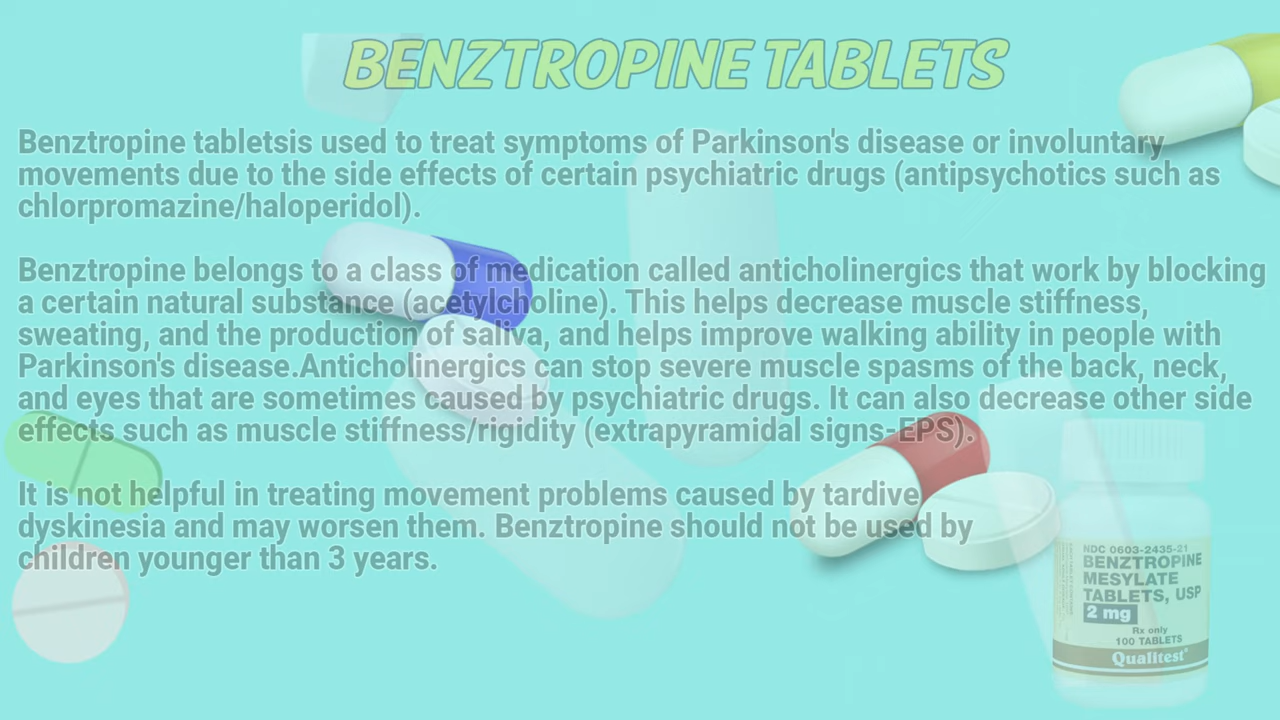 BENZTROPINE TABLETS
Benztropine tabletsis used to treat symptoms of Parkinson's disease or involuntary
movements due to the side effects of certain psychiatric drugs (antipsychotics such as
chlorpromazine/haloperidol).
Benztropine belongs to a class of medication called anticholinergics that work by blocking
a certain natural substance (acetylcholine). This helps decrease muscle stiffness,
sweating, and the production of saliva, and helps improve walking ability in people with
Parkinson's disease.Anticholinergics can stop severe muscle spasms of the back, neck,
and eyes that are sometimes caused by psychiatric drugs. It can also decrease other side
effects such as muscle stiffness/rigidity (extrapyramidal signs-EPS).
It is not helpful in treating movement problems caused by tardive
dyskinesia and may worsen them. Benztropine should not be used by
children younger than 3 years.
NDC 0603-2435-21
BENZTROPINE
MESYLATE
TABLETS, USP
2 mg
Rx only
100 TABLETS
Qualitest